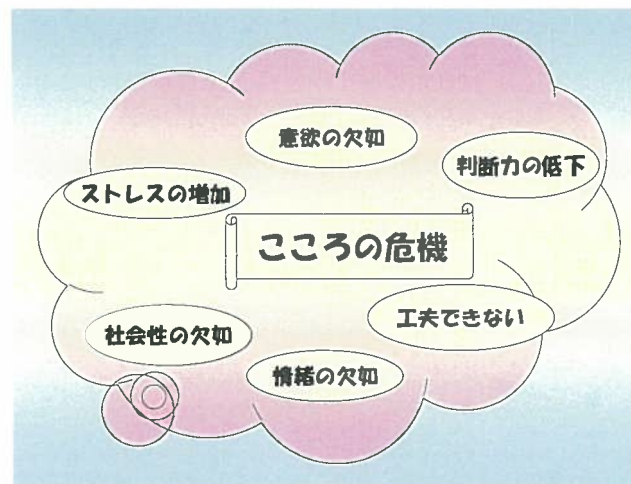 意欲の欠如
判断力の低下
ストレスの増加
こころの危機
工夫できない
社会性の欠如
情緒の欠如